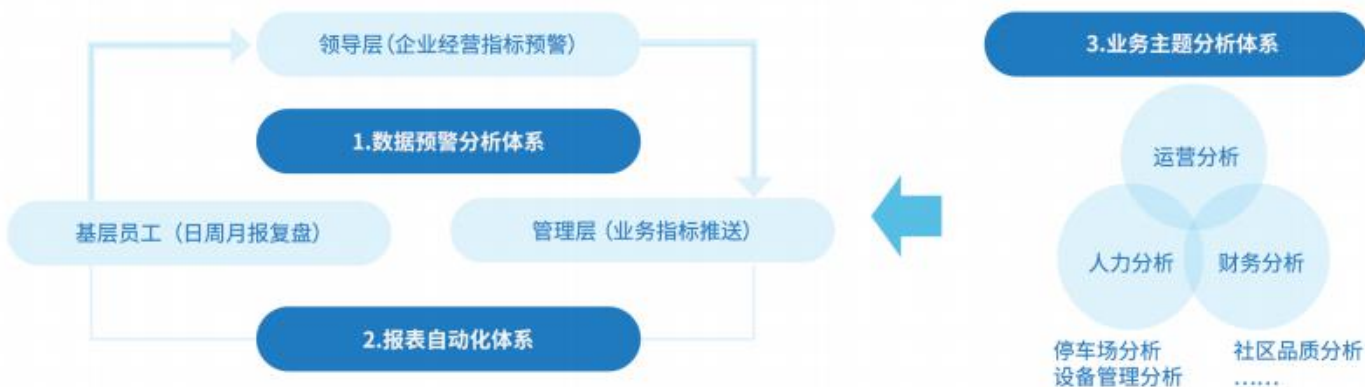 领导层（企业经营指标预警）
1.数据预警分析体系
基层员工（日周月报复盘）
管理层（业务指标推送）
2.报表自动化体系
3.业务主题分析体系
运营分析
人力分析
财务分析
停车场分析
社区品质分析
设备管理分析
……